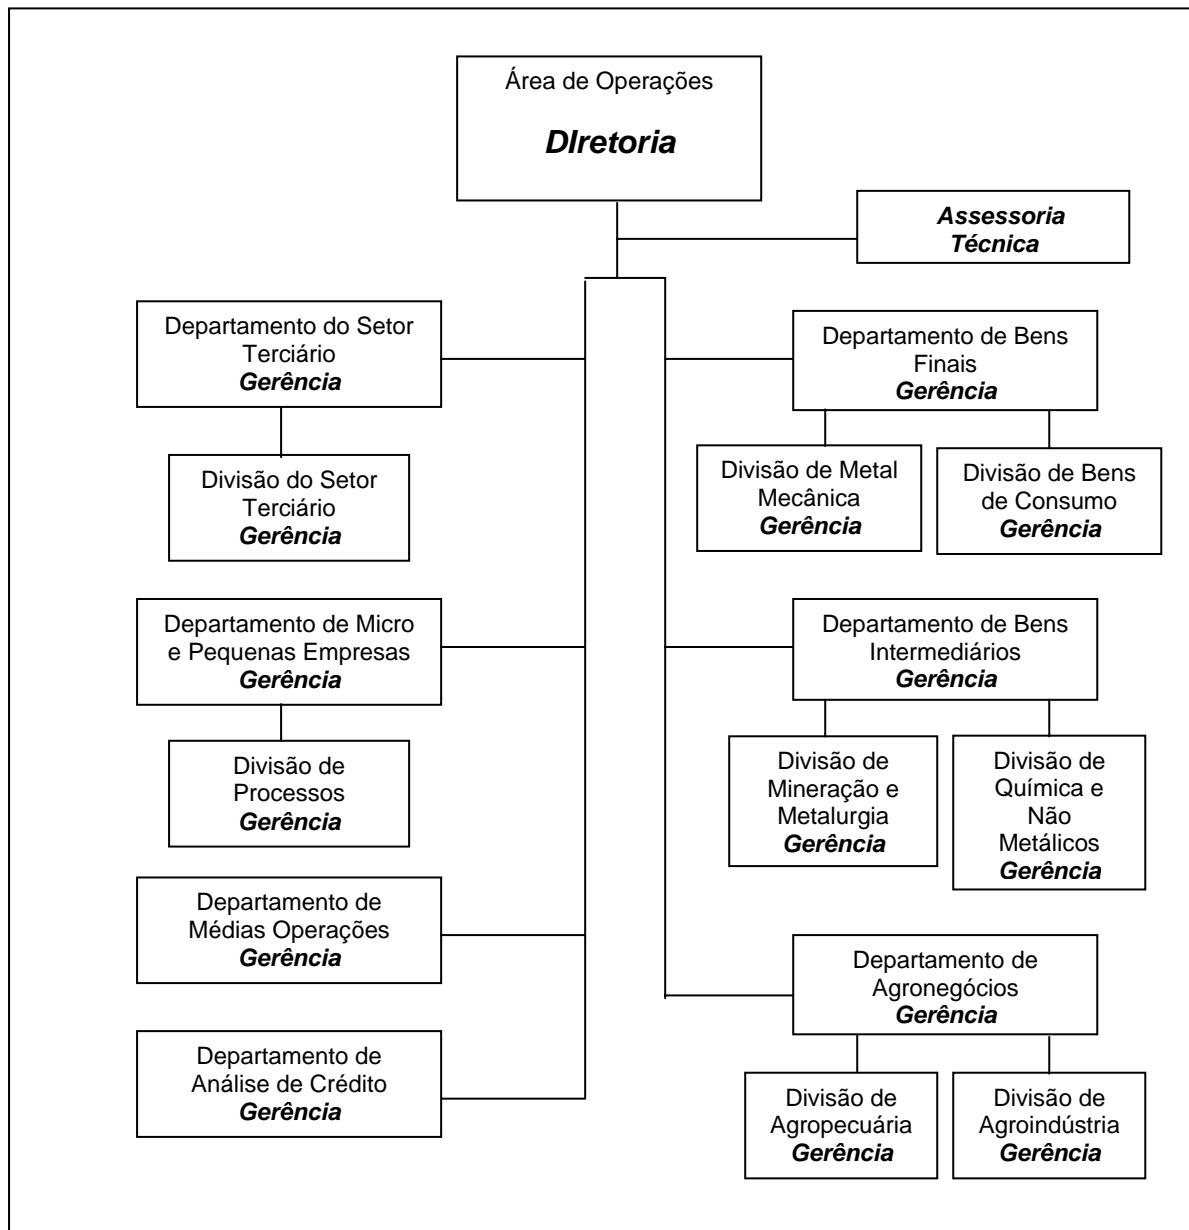 Área de Operações
DIretoria
Assessoria
Técnica
Departamento do Setor
Terciário
Gerência
Divisão do Setor
Terciário
Gerência
Departamento de Micro
e Pequenas Empresas
Gerência
Divisão de
Processos
Gerência
Departamento de
Médias Operações
Gerência
Departamento de
Análise de Crédito
Gerência
Departamento de Bens
Finais
Gerência
Divisão de Metal
Mecânica
Gerência
Divisão de Bens
de Consumo
Gerência
Departamento de Bens
Intermediários
Gerência
Divisão de
Mineração e
Metalurgia
Gerência
Divisão de
Química e
Não
Metálicos
Gerência
Departamento de
Agronegócios
Gerência
Divisão de
Agropecuária
Gerência
Divisão de
Agroindústria
Gerência